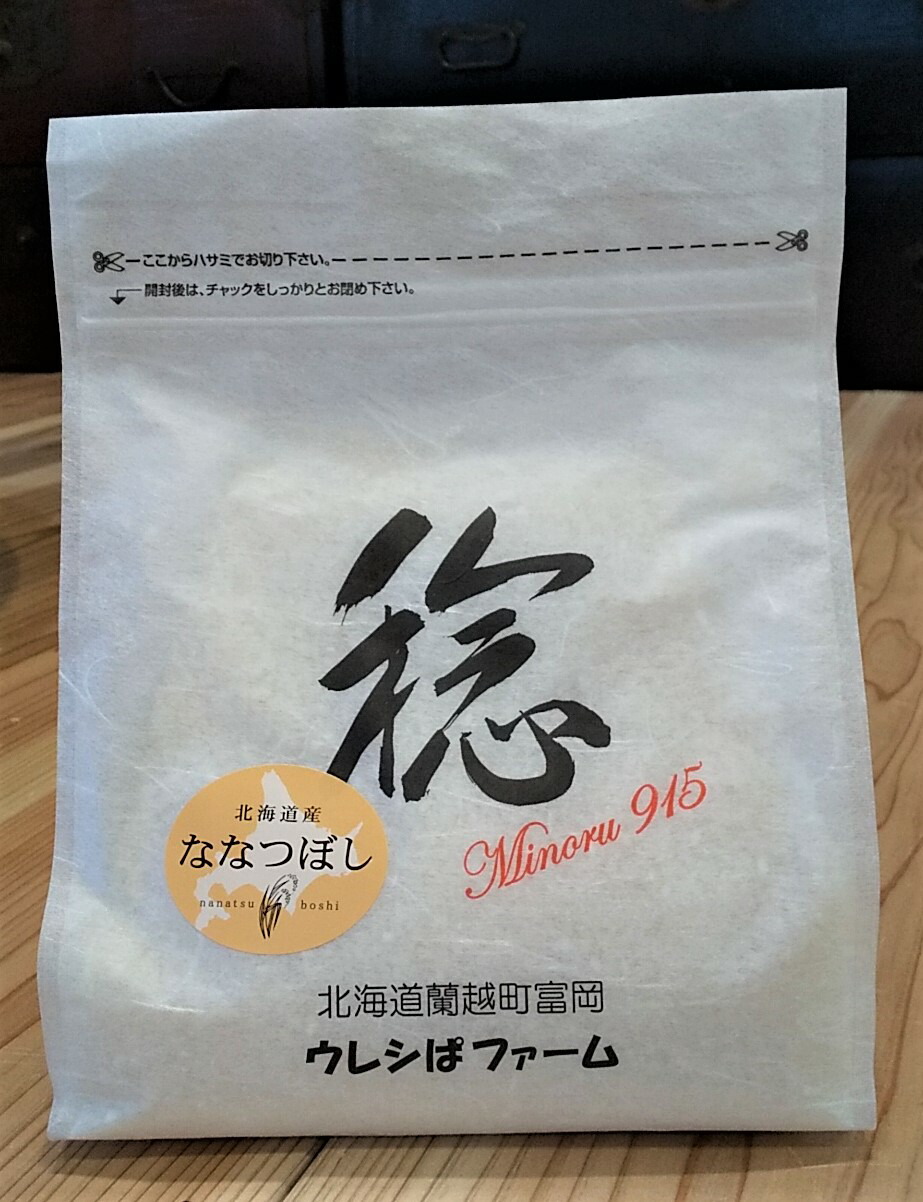 ここからハサミでお切り下さい。
開封後は、チャックをしっかりとお閉め下さい。
稔
Minoru 915
北海道産
ななつぼし
nanatsu boshi
北海道蘭越町富岡
ウレシぱファーム